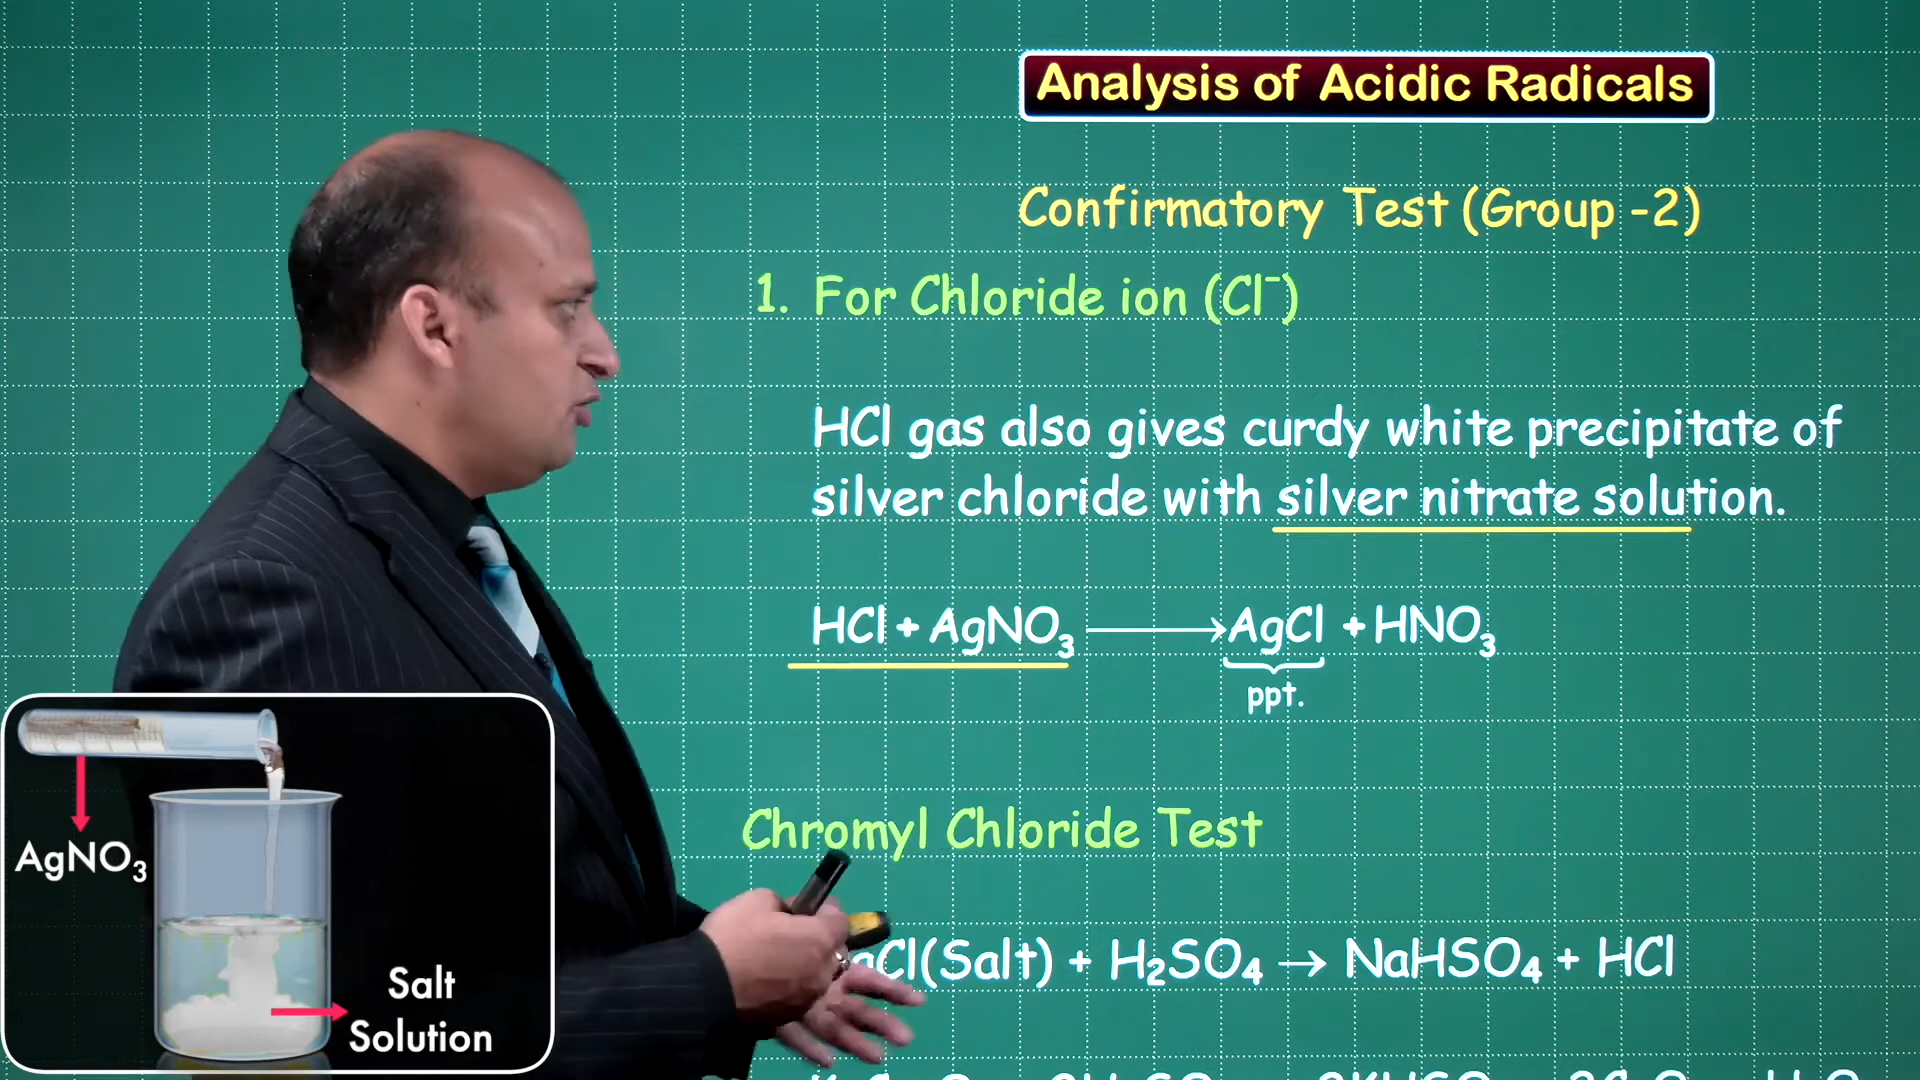 Analysis of Acidic Radicals
Confirmatory Test (Group -2)
1. For Chloride ion (Cl⁻)
HCl gas also gives curdy white precipitate of
silver chloride with silver nitrate solution.
HCl + AgNO₃ ⟶ AgCl + HNO₃
ppt.
Chromyl Chloride Test
aCl(Salt) + H₂SO₄ → NaHSO₄ + HCl
AgNO₃
Salt
Solution